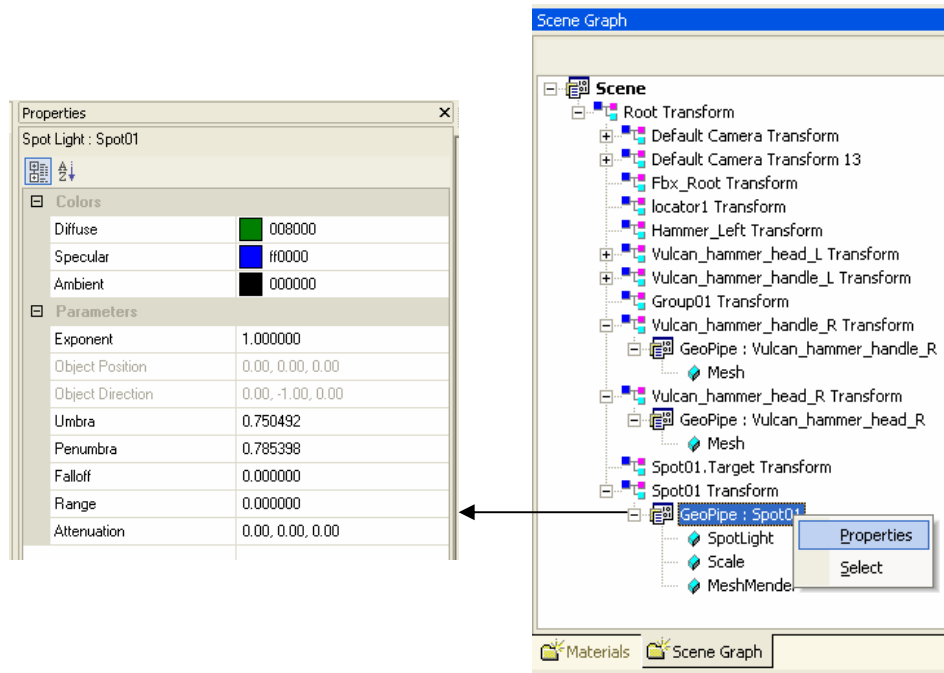 Properties
Spot Light : Spot01
Colors
Diffuse 008000
Specular ff0000
Ambient 000000
Parameters
Exponent 1.000000
Object Position 0.00, 0.00, 0.00
Object Direction 0.00, -1.00, 0.00
Umbra 0.750492
Penumbra 0.785398
Falloff 0.000000
Range 0.000000
Attenuation 0.00, 0.00, 0.00
Scene Graph
Scene
Root Transform
Default Camera Transform
Default Camera Transform 13
Fbx_Root Transform
locator1 Transform
Hammer_Left Transform
Vulcan_hammer_head_L Transform
Vulcan_hammer_handle_L Transform
Group01 Transform
Vulcan_hammer_handle_R Transform
GeoPipe : Vulcan_hammer_handle_R
Mesh
Vulcan_hammer_head_R Transform
GeoPipe : Vulcan_hammer_head_R
Mesh
Spot01.Target Transform
Spot01 Transform
GeoPipe : Spot01
SpotLight
Scale
MeshMender
Properties
Select
Materials Scene Graph